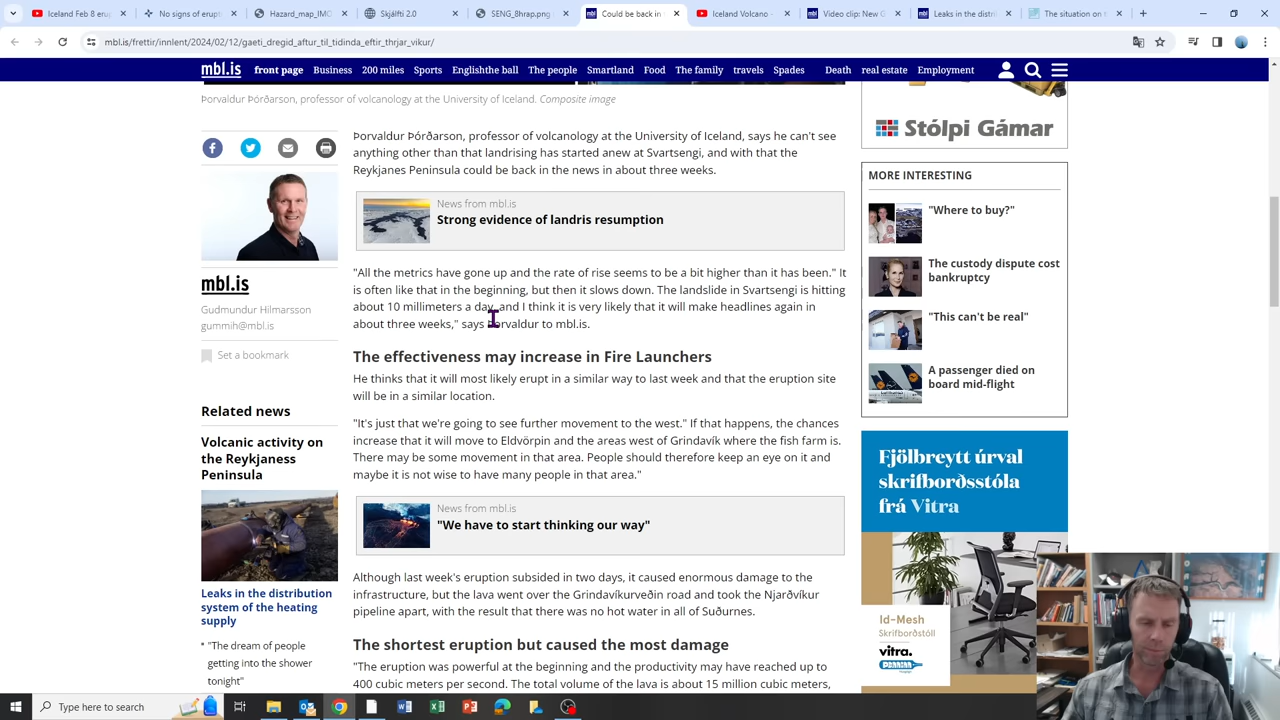 Iceland Feb 8 erup
No signs of erupt
Hazard_map_IMO
Skjálfti 2.0
SENG_8hrap.png
Could be back in
Iceland Volcano -
Video clip: New G
Leaks in the distri
The situation on t
mbl.is/frettir/innlent/2024/02/12/gaeti_dregid_aftur_til_tidinda_eftir_thrjar_vikur/
mbl.is front page Business 200 miles Sports Englishthe ball The people Smartland Food The family travels Spages Death real estate Employment
Þorvaldur Þórðarson, professor of volcanology at the University of Iceland. Composite image
Þorvaldur Þórðarson, professor of volcanology at the University of Iceland, says he can't see
anything other than that landrising has started anew at Svartsengi, and with that the
Reykjanes Peninsula could be back in the news in about three weeks.
News from mbl.is
Strong evidence of landris resumption
"All the metrics have gone up and the rate of rise seems to be a bit higher than it has been." It
is often like that in the beginning, but then it slows down. The landslide in Svartsengi is hitting
about 10 millimeters a day, and I think it is very likely that it will make headlines again in
about three weeks," says Þorvaldur to mbl.is.
The effectiveness may increase in Fire Launchers
He thinks that it will most likely erupt in a similar way to last week and that the eruption site
will be in a similar location.
"It's just that we're going to see further movement to the west." If that happens, the chances
increase that it will move to Eldvörpin and the areas west of Grindavík where the fish farm is.
There may be some movement in that area. People should therefore keep an eye on it and
maybe it is not wise to have many people in that area."
News from mbl.is
"We have to start thinking our way"
Although last week's eruption subsided in two days, it caused enormous damage to the
infrastructure, but the lava went over the Grindavíkurveðin road and took the Njarðvíkur
pipeline apart, with the result that there was no hot water in all of Suðurnes.
The shortest eruption but caused the most damage
"The eruption was powerful at the beginning and the productivity may have reached up to
400 cubic meters per second. The total volume of the lava is about 15 million cubic meters,
mbl.is
Gudmundur Hilmarsson
gummih@mbl.is
Set a bookmark
Related news
Volcanic activity on
the Reykjaness
Peninsula
Leaks in the distribution
system of the heating
supply
"The dream of people
getting into the shower
tonight"
Stólpi Gámar
MORE INTERESTING
"Where to buy?"
The custody dispute cost
bankruptcy
"This can't be real"
A passenger died on
board mid-flight
Fjölbreytt úrval
skrifborðsstóla
frá Vitra
Id-Mesh
Skrifborðstóll
vitra.
Type here to search